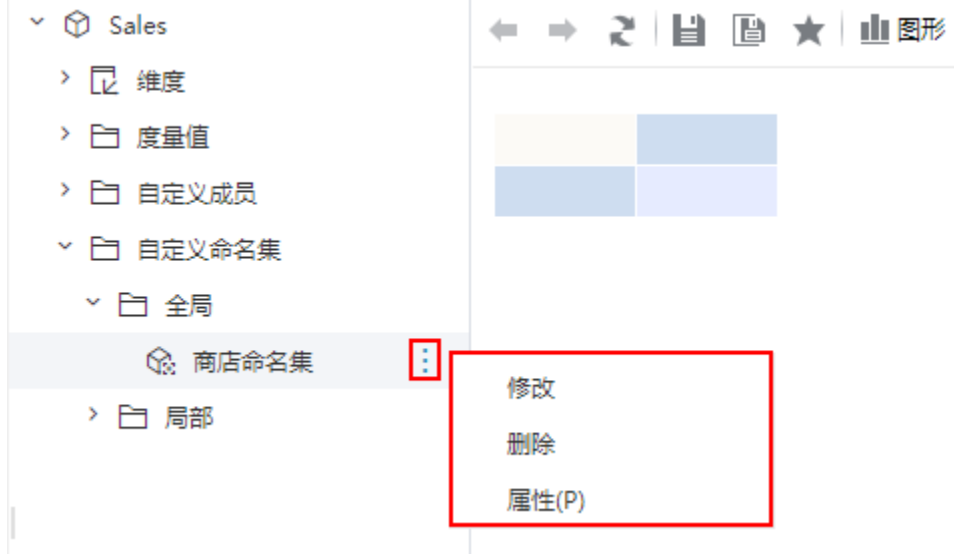 Sales
图形
维度
度量值
自定义成员
自定义命名集
全局
商店命名集
修改
局部
删除
属性(P)